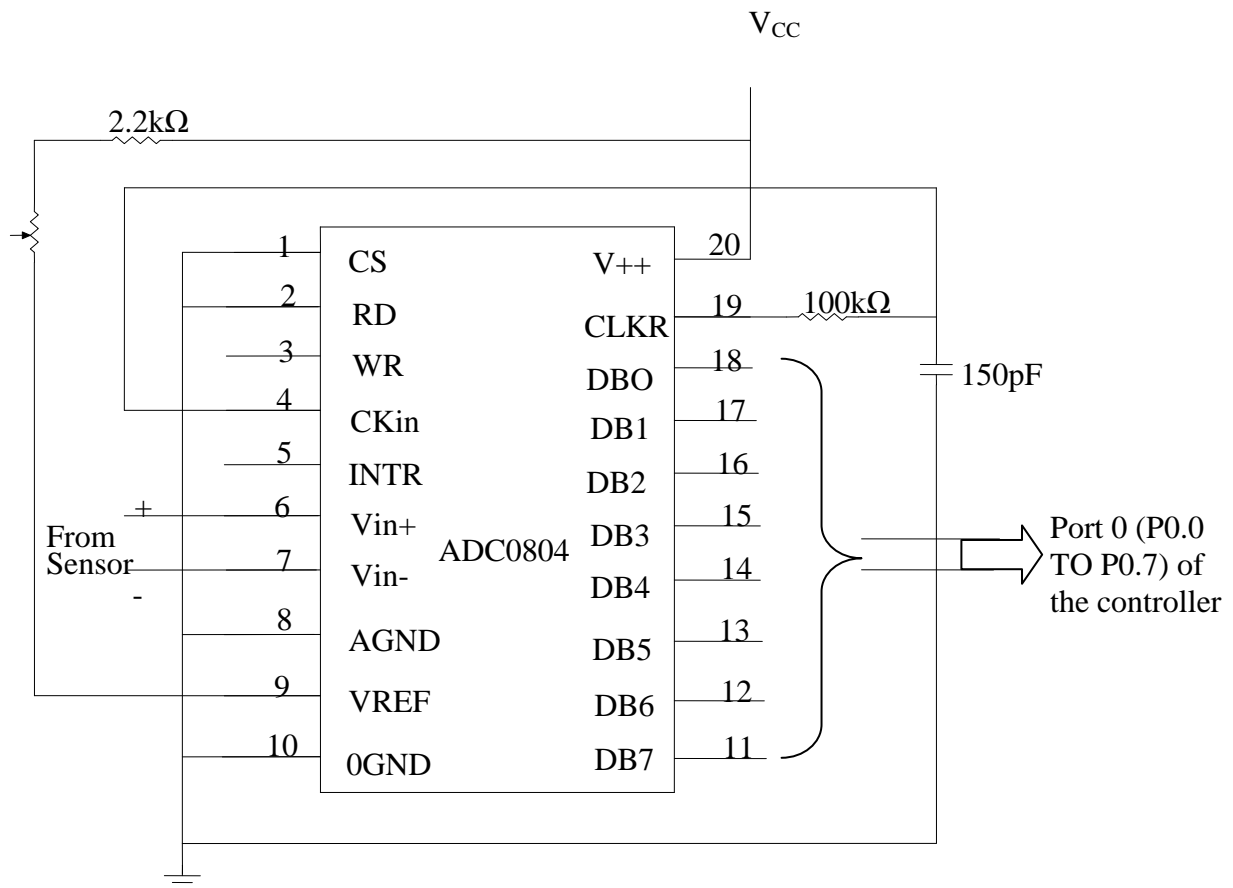 VCC
2.2kΩ
1
CS
2
RD
3
WR
4
CKin
5
INTR
6
Vin+
7
Vin-
8
AGND
9
VREF
10
0GND
+
From
Sensor
-
ADC0804
20
V++
19
CLKR
100kΩ
18
DBO
17
DB1
16
DB2
15
DB3
14
DB4
13
DB5
12
DB6
11
DB7
150pF
Port 0 (P0.0
TO P0.7) of
the controller